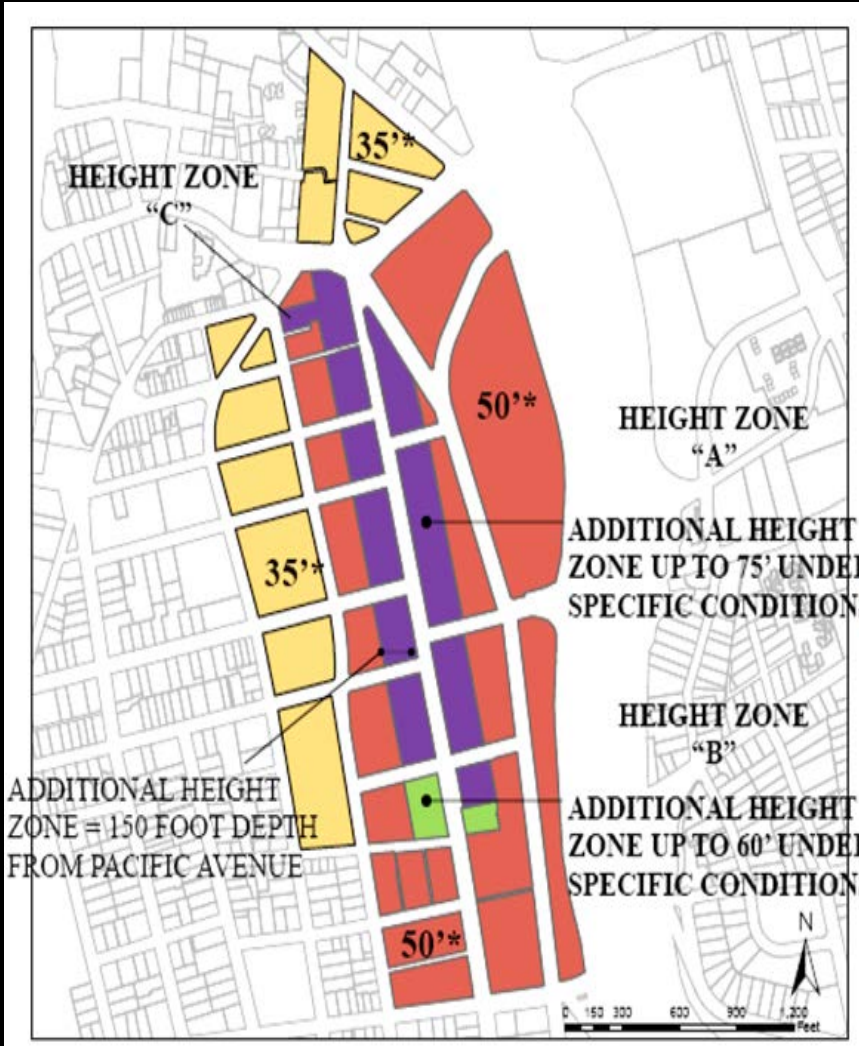 35'*
HEIGHT ZONE
“C”
50'*
HEIGHT ZONE
“A”
ADDITIONAL HEIGHT
ZONE UP TO 75' UNDE
SPECIFIC CONDITION
35'*
HEIGHT ZONE
“B”
ADDITIONAL HEIGHT
ZONE = 150 FOOT DEPTH
FROM PACIFIC AVENUE
ADDITIONAL HEIGHT
ZONE UP TO 60' UNDE
SPECIFIC CONDITION
50'*
N
0 150 300 600 900 1,200
Feet